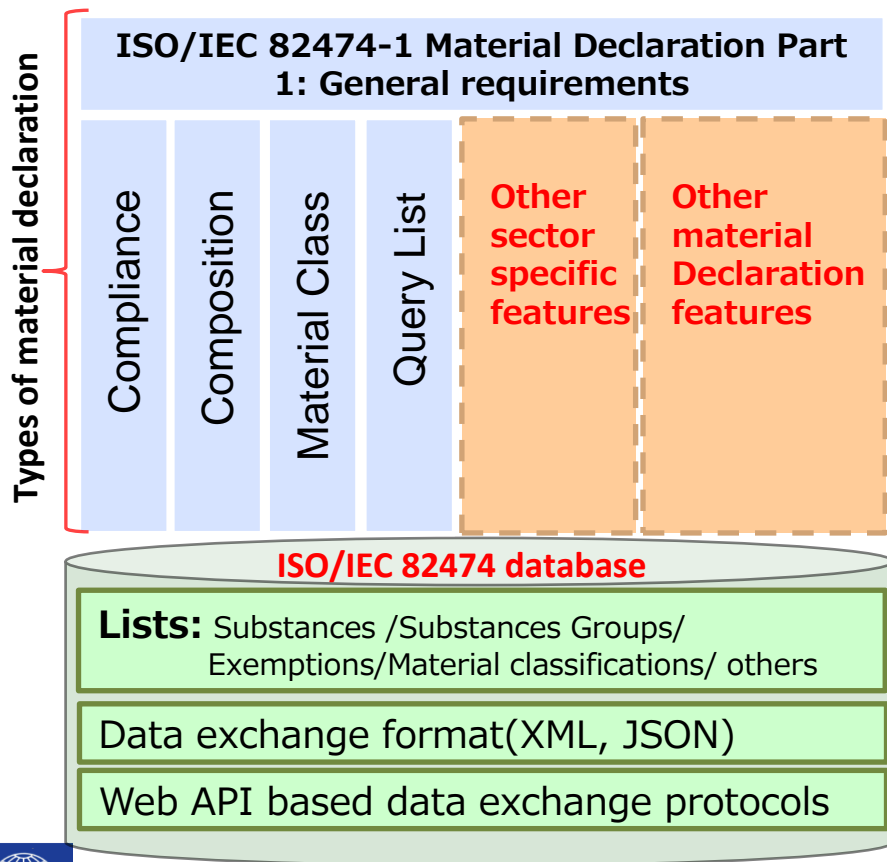 Types of material declaration
ISO/IEC 82474-1 Material Declaration Part
1: General requirements
Compliance
Composition
Material Class
Query List
Other
sector
specific
features
Other
material
Declaration
features
ISO/IEC 82474 database
Lists: Substances /Substances Groups/
Exemptions/Material classifications/ others
Data exchange format(XML, JSON)
Web API based data exchange protocols